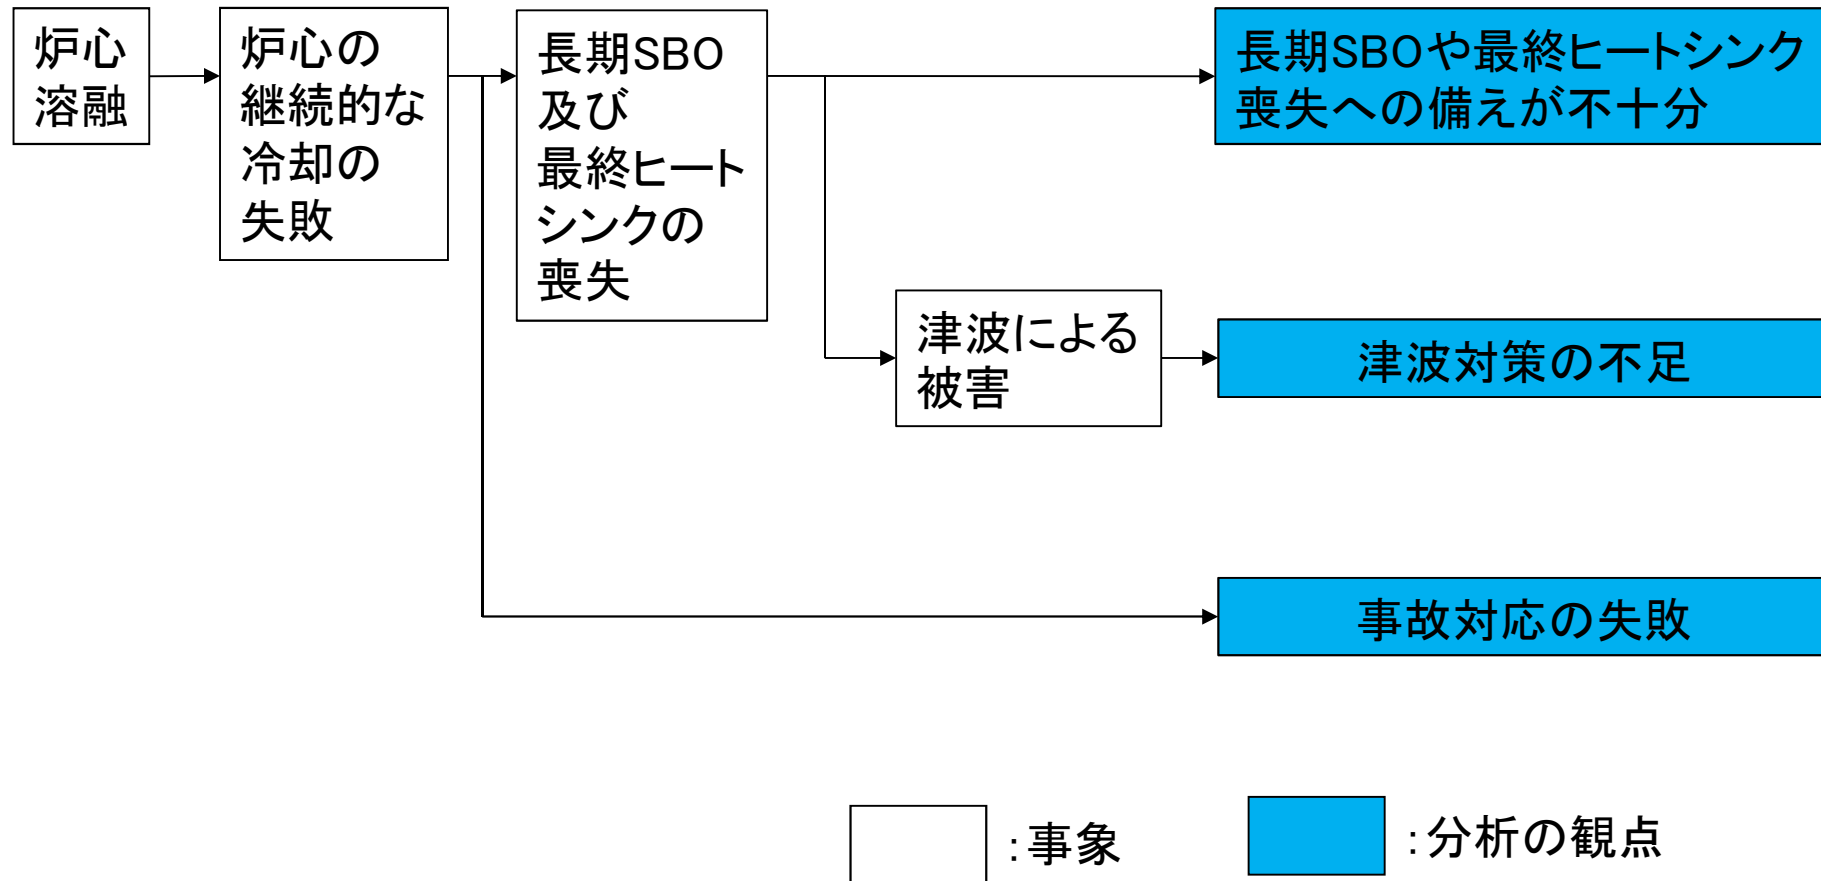 炉心
溶融
炉心の
継続的な
冷却の
失敗
長期SBO
及び
最終ヒート
シンクの
喪失
長期SBOや最終ヒートシンク
喪失への備えが不十分
津波による
被害
津波対策の不足
事故対応の失敗
:事象
:分析の観点